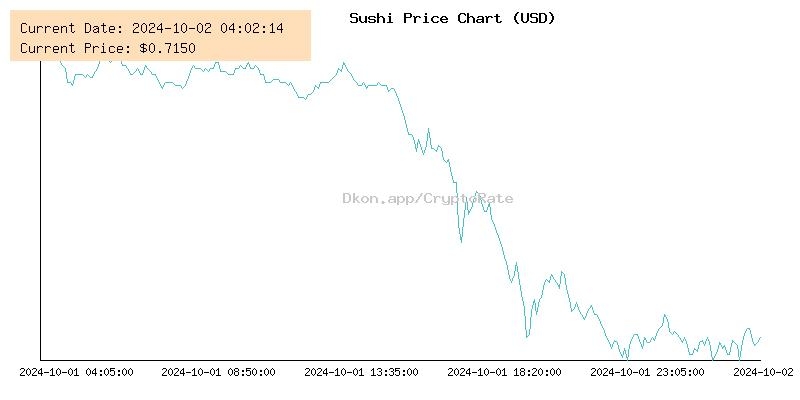 Sushi Price Chart (USD)
Current Date: 2024-10-02 04:02:14
Current Price: $0.7150
Dkon.app/CryptoRate
2024-10-01 04:05:00 2024-10-01 08:50:00 2024-10-01 13:35:00 2024-10-01 18:20:00 2024-10-01 23:05:00 2024-10-02